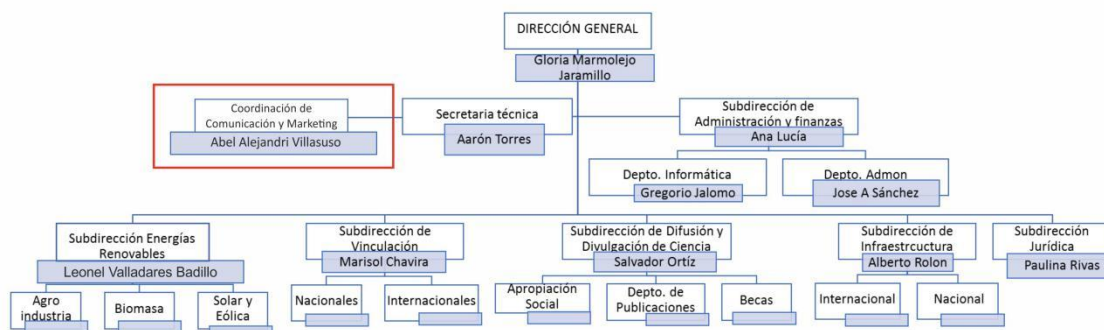 DIRECCIÓN GENERAL
Gloria Marmolejo
Jaramillo
Coordinación de
Comunicación y Marketing
Abel Alejandri Villasuso
Secretaria técnica
Aarón Torres
Subdirección de
Administración y finanzas
Ana Lucía
Depto. Informática
Gregorio Jalomo
Depto. Admon
Jose A Sánchez
Subdirección Energías
Renovables
Leonel Valladares Badillo
Agro
industria
Biomasa
Solar y
Eólica
Subdirección de
Vinculación
Marisol Chavira
Nacionales
Internacionales
Subdirección de Difusión y
Divulgación de Ciencia
Salvador Ortíz
Apropiación
Social
Depto. de
Publicaciones
Becas
Subdirección de
Infraestrcuctura
Alberto Rolon
Internacional
Nacional
Subdirección
Jurídica
Paulina Rivas